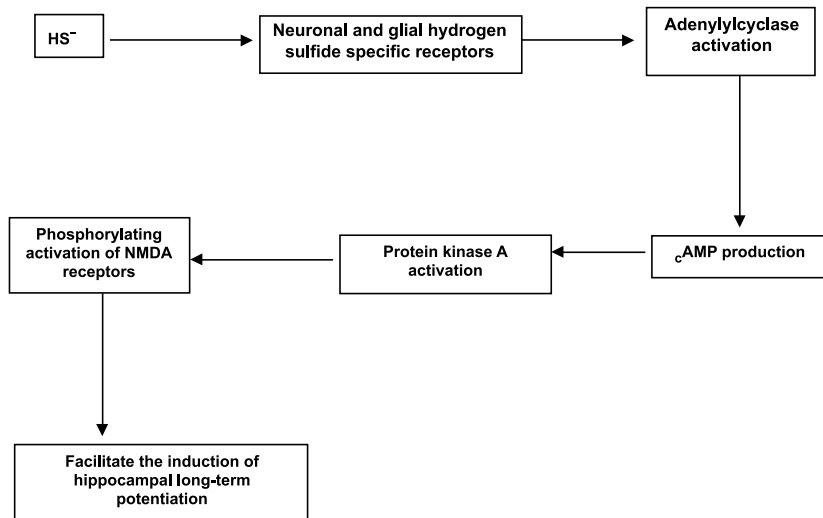 HS⁻
Neuronal and glial hydrogen
sulfide specific receptors
Adenylylcyclase
activation
cAMP production
Protein kinase A
activation
Phosphorylating
activation of NMDA
receptors
Facilitate the induction of
hippocampal long-term
potentiation